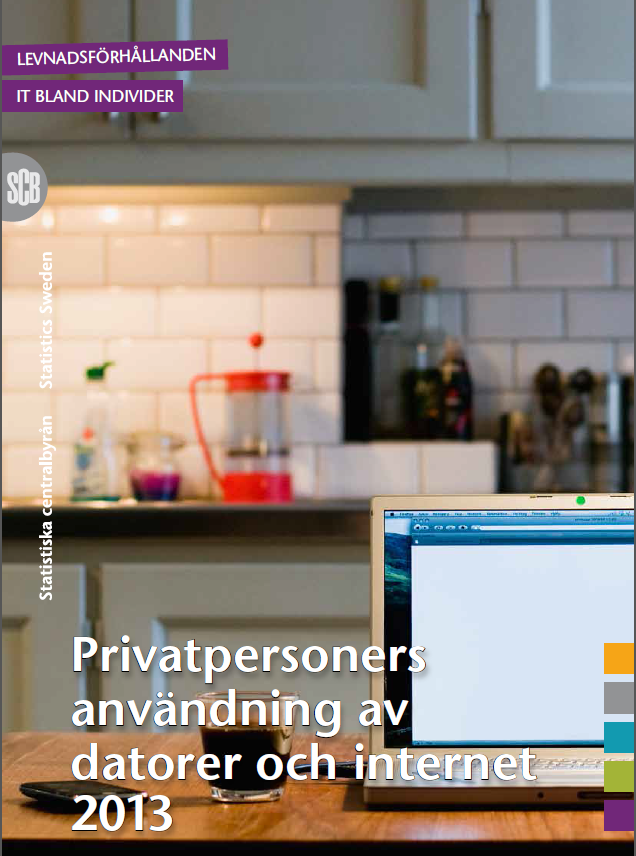 LEVNADSFÖRHÅLLANDEN
IT BLAND INDIVIDER
SCB
Statistiska centralbyrån Statistics Sweden
Privatpersoners
användning av
datorer och internet
2013